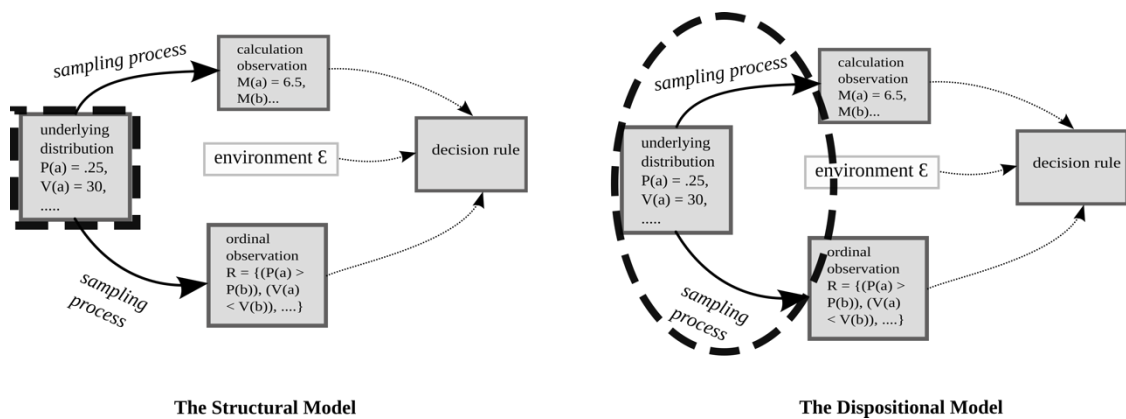 sampling process
calculation
observation
M(a) = 6.5,
M(b)...
underlying
distribution
P(a) = .25,
V(a) = 30,
.....
environment ε
decision rule
ordinal
observation
R = {(P(a) >
P(b)), (V(a)
< V(b)), ....}
sampling
process
The Structural Model
sampling process
calculation
observation
M(a) = 6.5,
M(b)...
underlying
distribution
P(a) = .25,
V(a) = 30,
.....
environment ε
decision rule
ordinal
observation
R = {(P(a) >
P(b)), (V(a)
< V(b)), ....}
sampling
process
The Dispositional Model